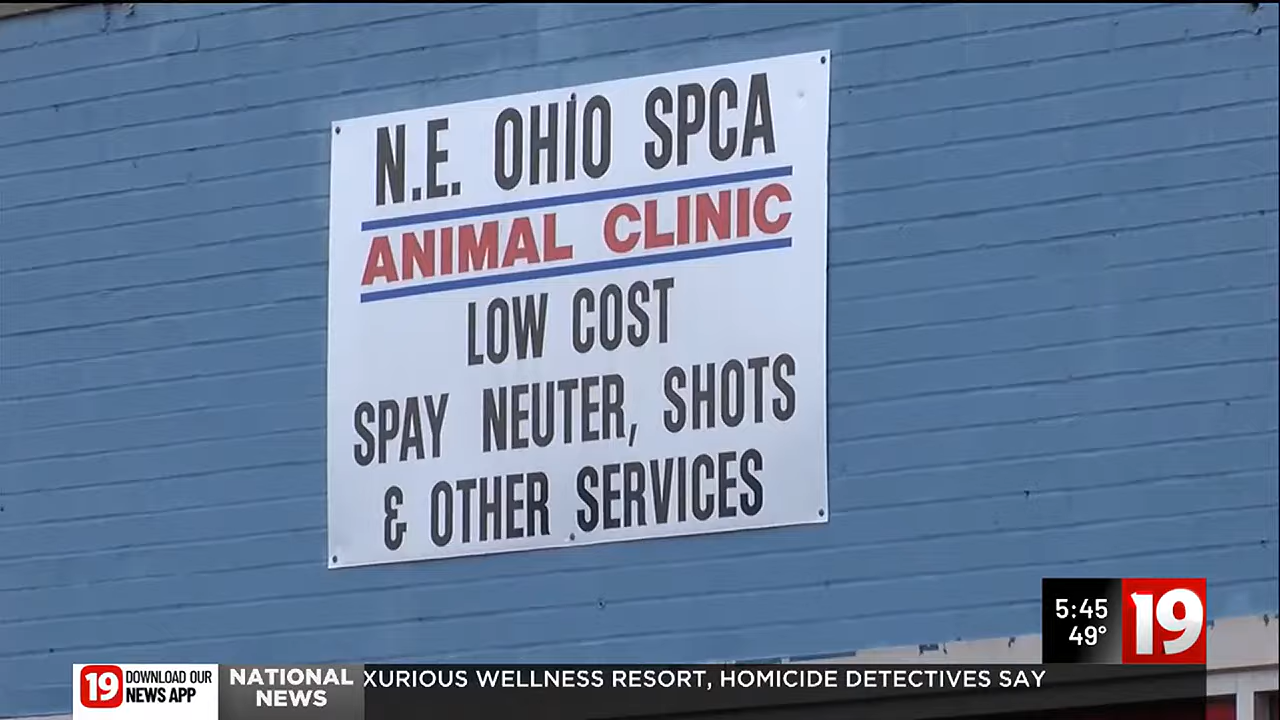 N.E. OHIO SPCA
ANIMAL CLINIC
LOW COST
SPAY NEUTER, SHOTS
& OTHER SERVICES
5:45
49°
19
19
DOWNLOAD OUR
NEWS APP
NATIONAL
NEWS
XURIOUS WELLNESS RESORT, HOMICIDE DETECTIVES SAY